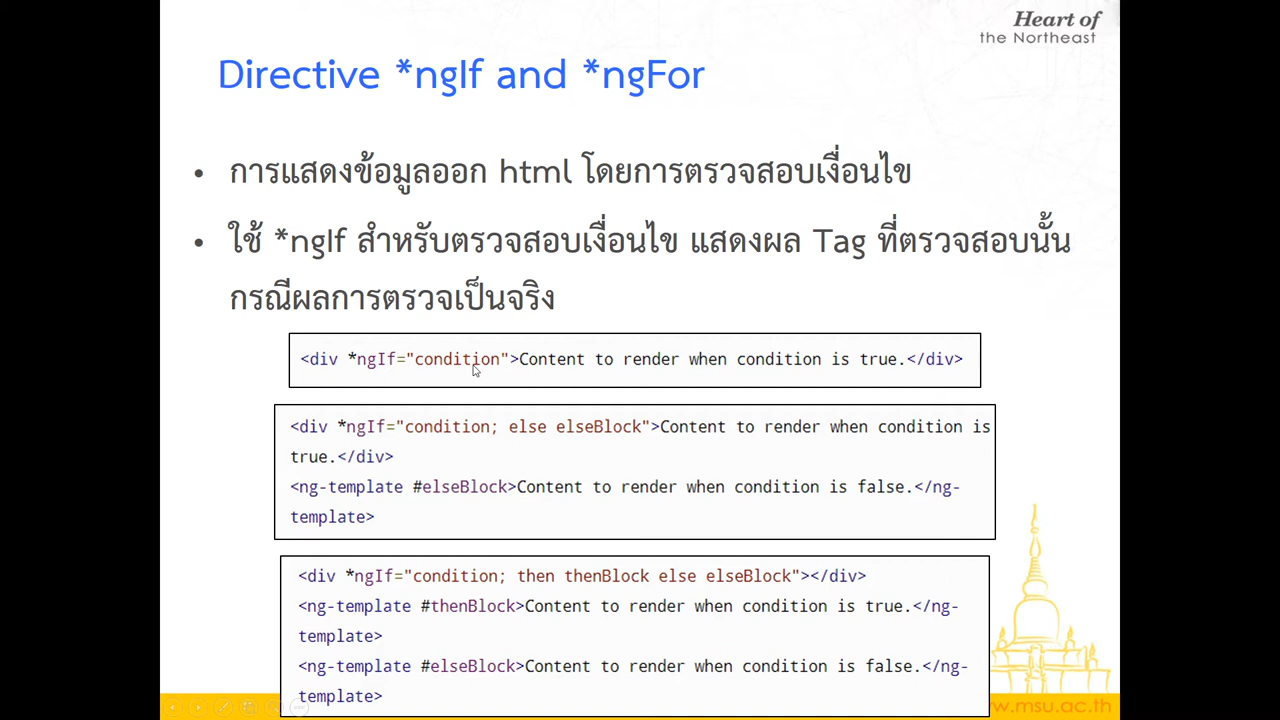 Heart of
the Northeast
Directive *ngIf and *ngFor
• การแสดงข้อมูลออก html โดยการตรวจสอบเงื่อนไข
• ใช้ *ngIf สำหรับตรวจสอบเงื่อนไข แสดงผล Tag ที่ตรวจสอบนั้น
กรณีผลการตรวจเป็นจริง
<div *ngIf="condition">Content to render when condition is true.</div>
<div *ngIf="condition; else elseBlock">Content to render when condition is
true.</div>
<ng-template #elseBlock>Content to render when condition is false.</ng-
template>
<div *ngIf="condition; then thenBlock else elseBlock"></div>
<ng-template #thenBlock>Content to render when condition is true.</ng-
template>
<ng-template #elseBlock>Content to render when condition is false.</ng-
template>
www.msu.ac.th